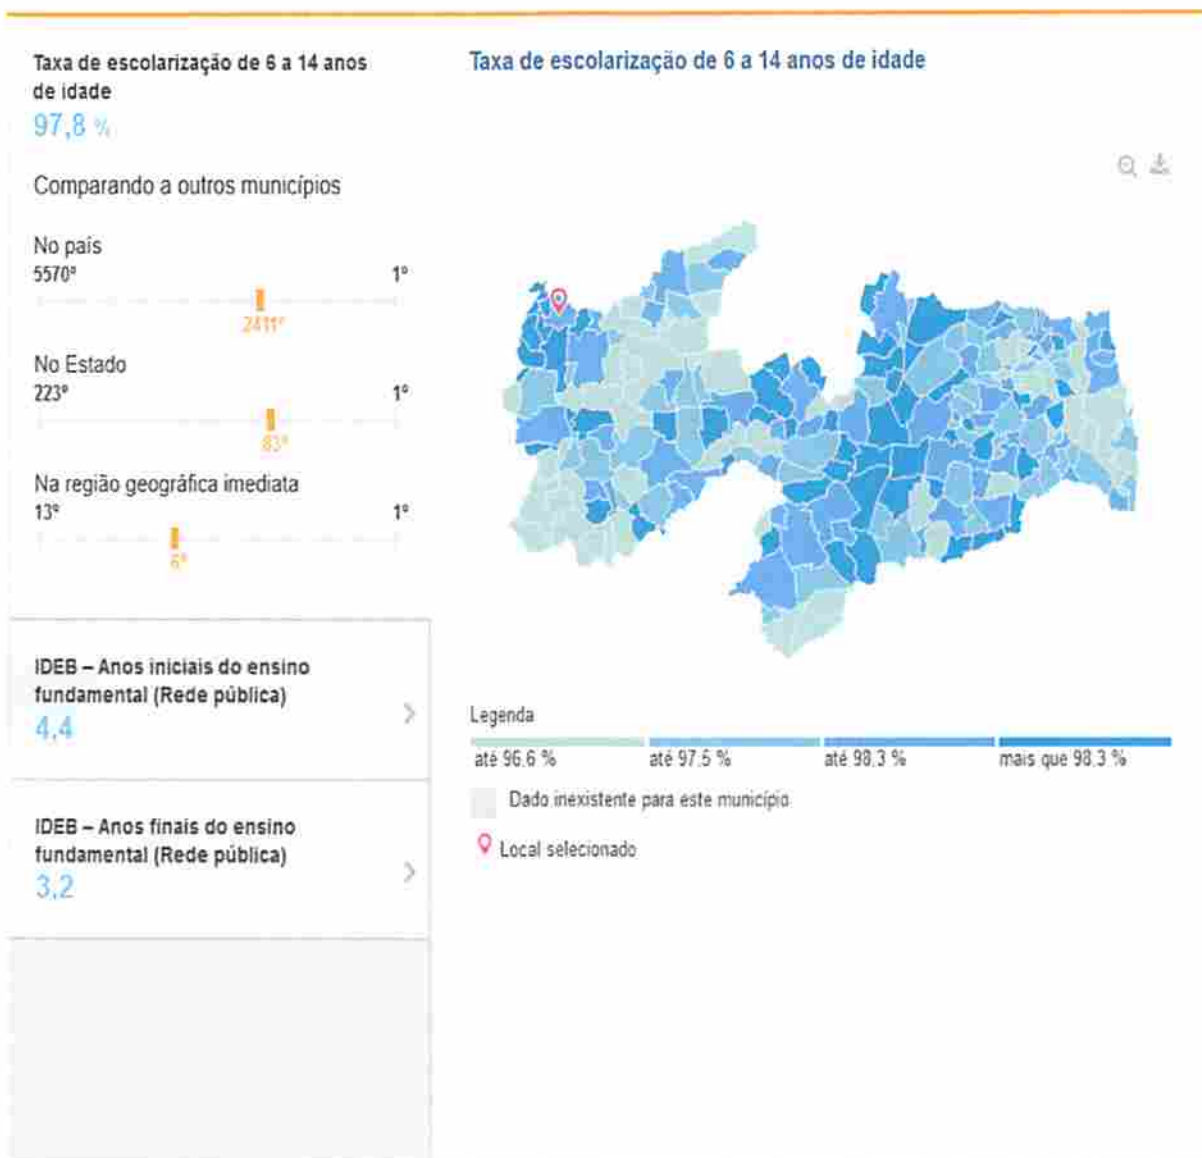 Taxa de escolarização de 6 a 14 anos
de idade
97,8 %
Comparando a outros municípios
No país
5570º
1º
2411º
No Estado
223º
1º
83º
Na região geográfica imediata
13º
1º
6º
IDEB – Anos iniciais do ensino
fundamental (Rede pública)
4,4
IDEB – Anos finais do ensino
fundamental (Rede pública)
3,2
Taxa de escolarização de 6 a 14 anos de idade
Legenda
até 96,6 %
até 97,5 %
até 98,3 %
mais que 98,3 %
Dado inexistente para este município
Local selecionado